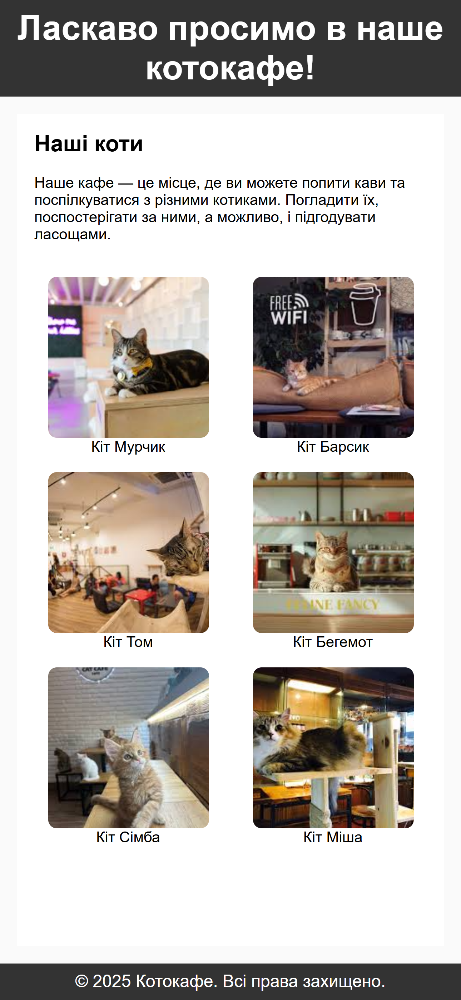 Ласкаво просимо в наше
котокафе!
Наші коти
Наше кафе — це місце, де ви можете попити кави та
поспілкуватися з різними котиками. Погладити їх,
поспостерігати за ними, а можливо, і підгодувати
ласощами.
FREE
WIFI
Кіт Мурчик
Кіт Барсик
FELINE FANCY
Кіт Том
Кіт Бегемот
CAT CAFE
Кіт Сімба
Кіт Міша
© 2025 Котокафе. Всі права захищено.